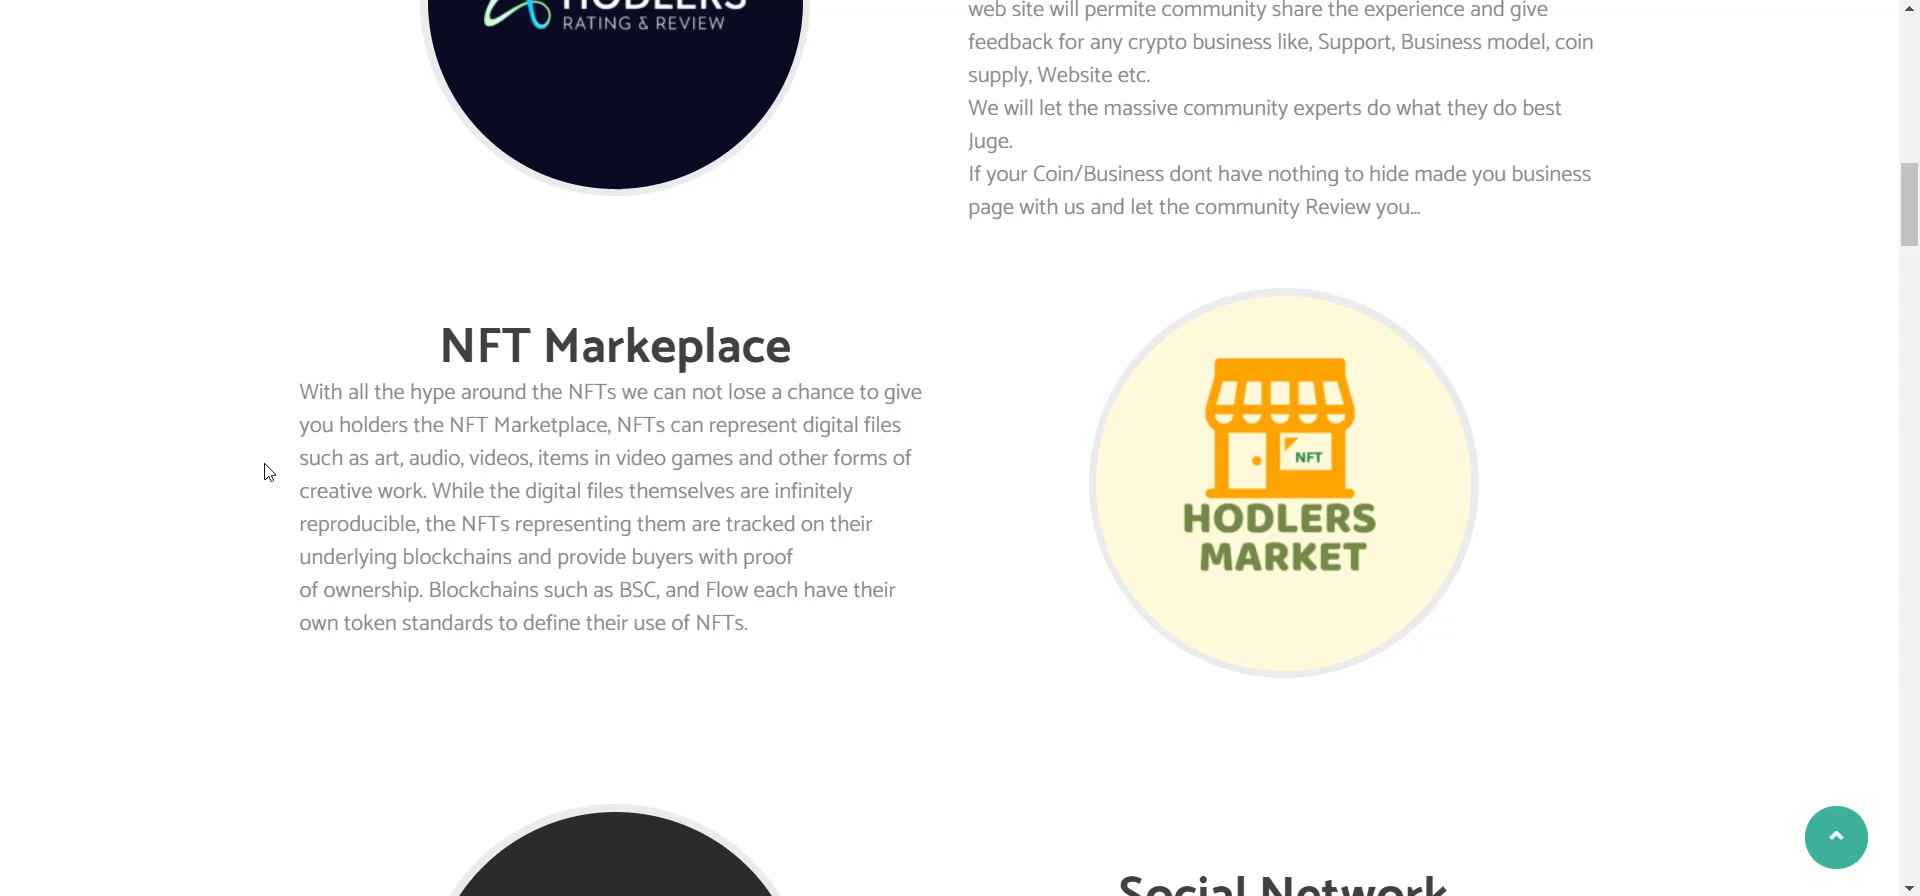 HODLERS
RATING & REVIEW
web site will permite community share the experience and give
feedback for any crypto business like, Support, Business model, coin
supply, Website etc.
We will let the massive community experts do what they do best
Juge.
If your Coin/Business dont have nothing to hide made you business
page with us and let the community Review you...
NFT Markeplace
With all the hype around the NFTs we can not lose a chance to give
you holders the NFT Marketplace, NFTs can represent digital files
such as art, audio, videos, items in video games and other forms of
creative work. While the digital files themselves are infinitely
reproducible, the NFTs representing them are tracked on their
underlying blockchains and provide buyers with proof
of ownership. Blockchains such as BSC, and Flow each have their
own token standards to define their use of NFTs.
NFT
HODLERS
MARKET
Social Network